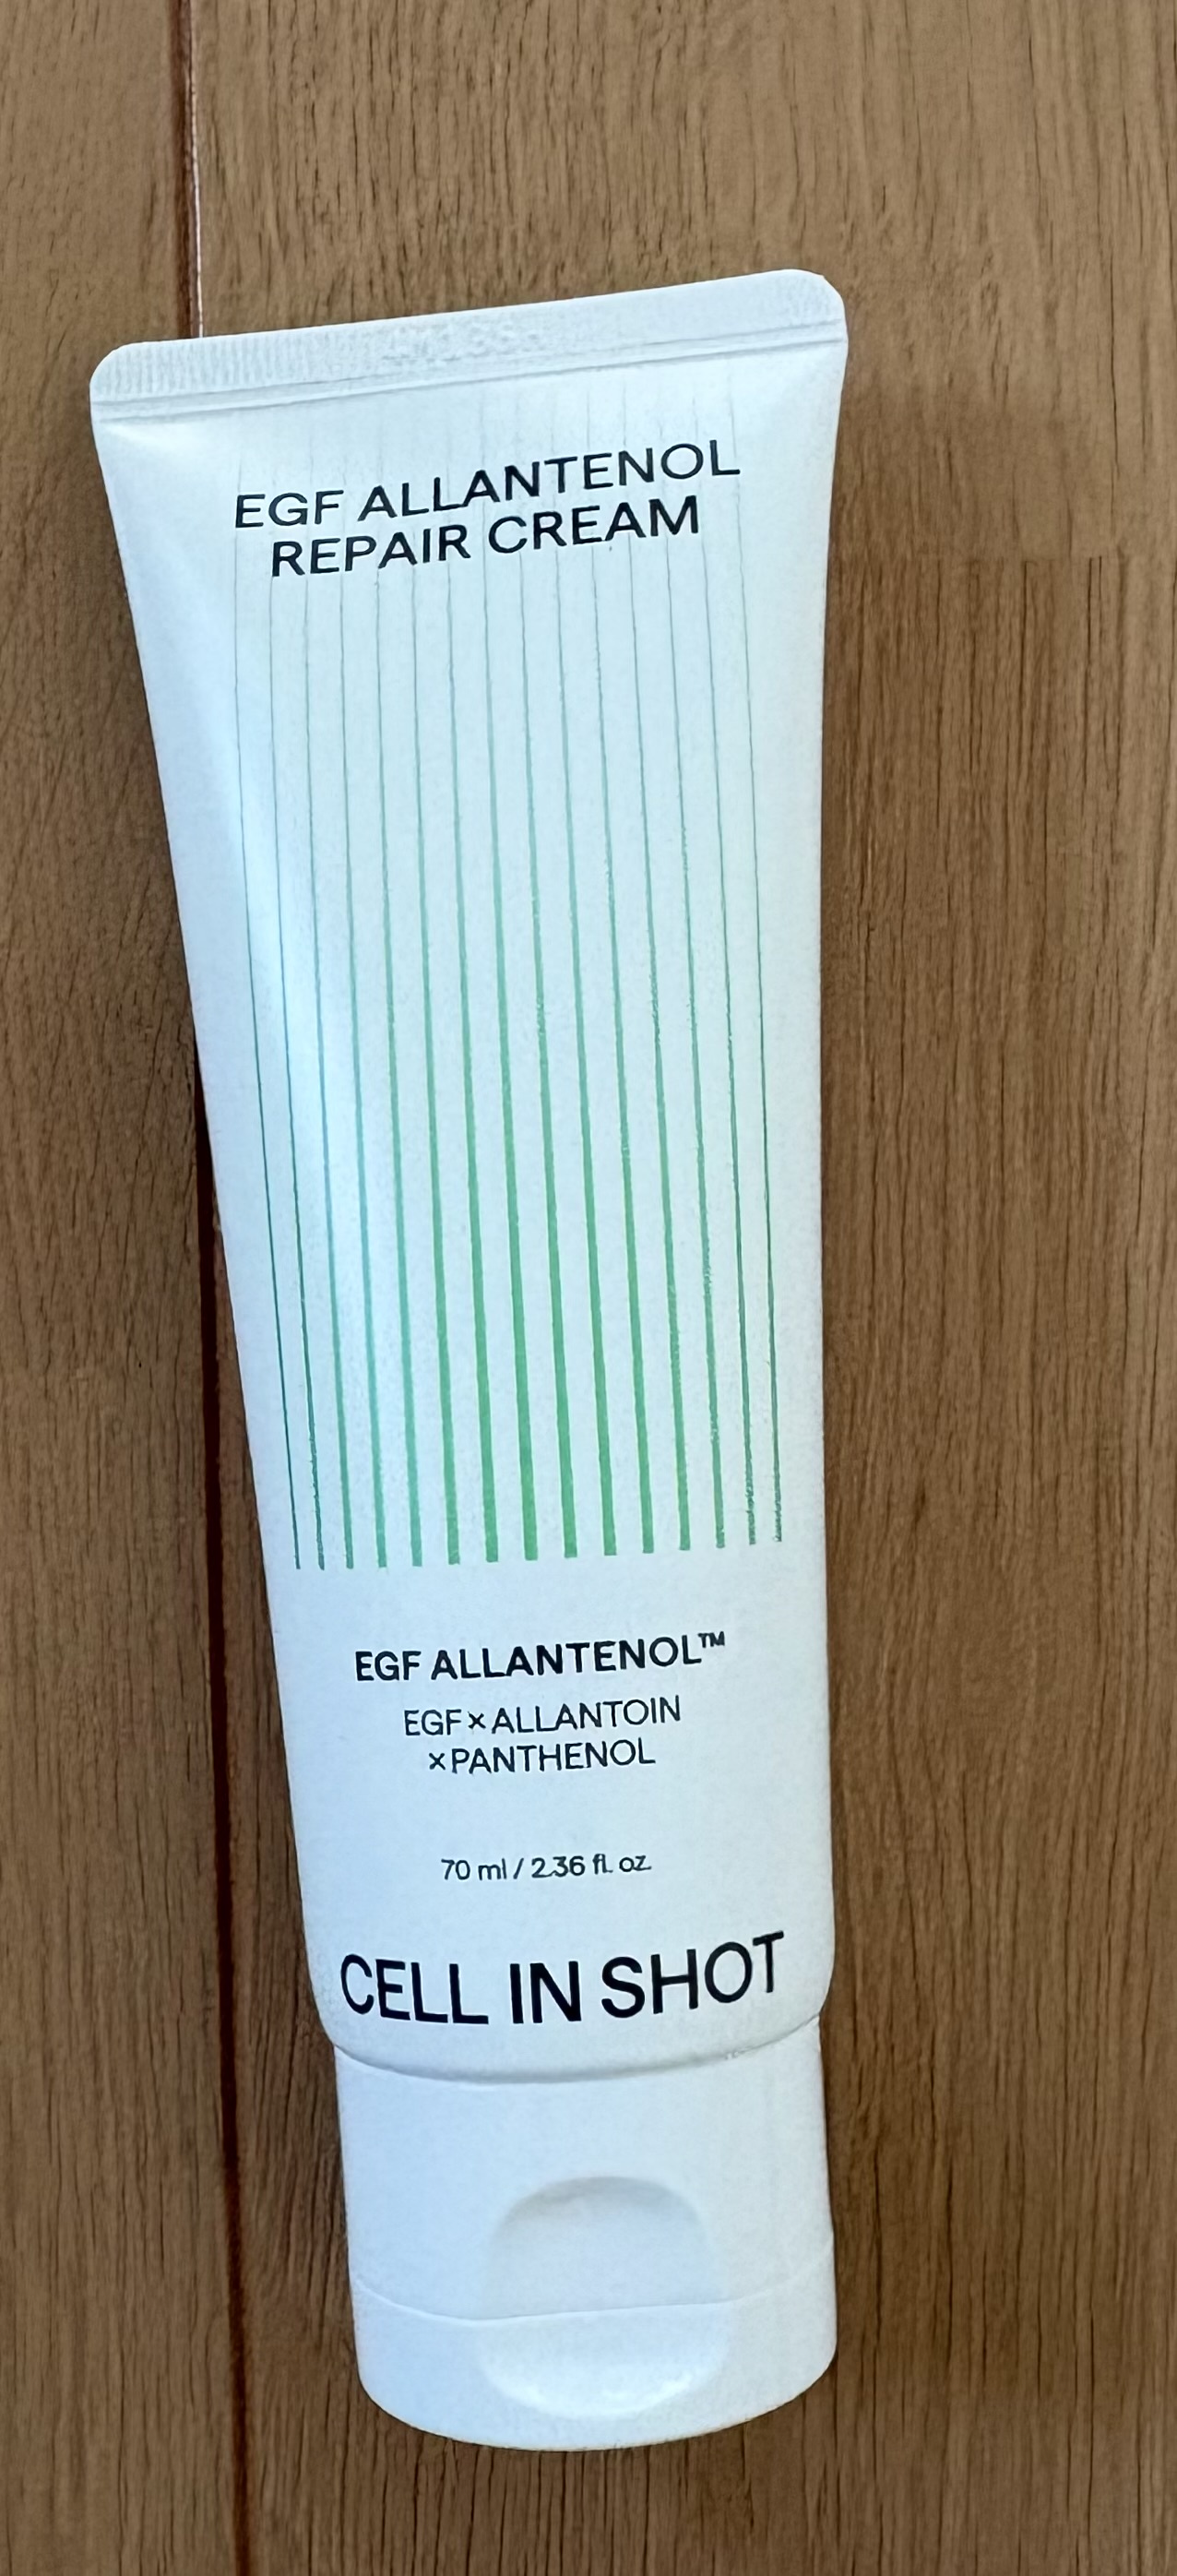 EGF ALLANTENOL
REPAIR CREAM
EGF ALLANTENOL™
EGF×ALLANTOIN
×PANTHENOL
70 ml / 2.36 fl. oz.
CELL IN SHOT